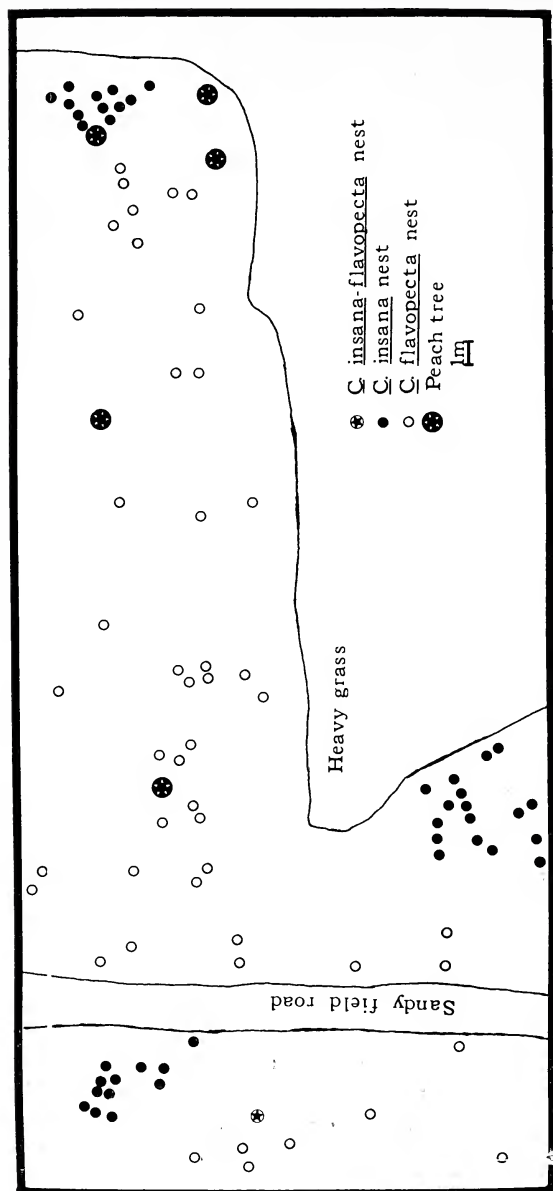 C. insana-flavopecta nest
C. insana nest
C. flavopecta nest
Peach tree
1m
Heavy grass
Sandy field road